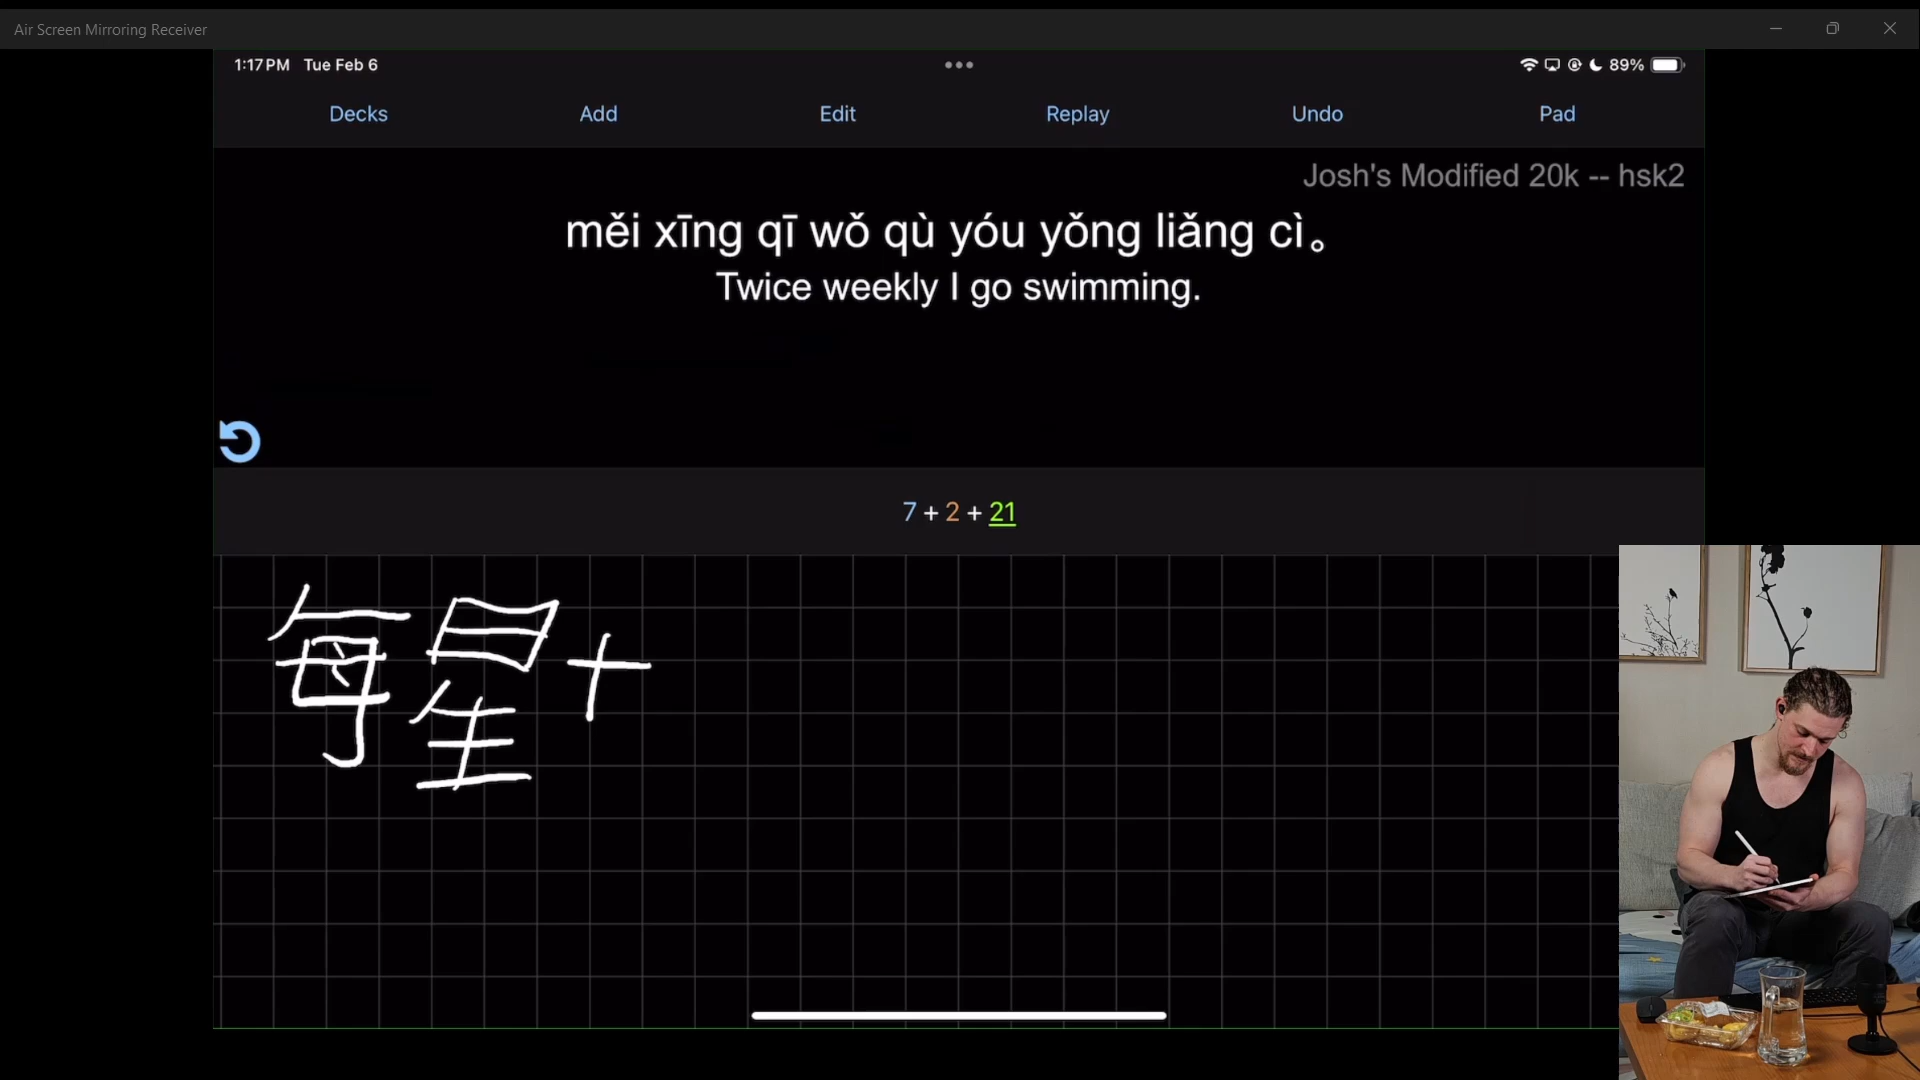 Air Screen Mirroring Receiver
1:17 PM Tue Feb 6
89%
Decks Add Edit Replay Undo Pad
Josh's Modified 20k -- hsk2
měi xīng qī wǒ qù yóu yǒng liǎng cì。
Twice weekly I go swimming.
7 + 2 + 21
每星十